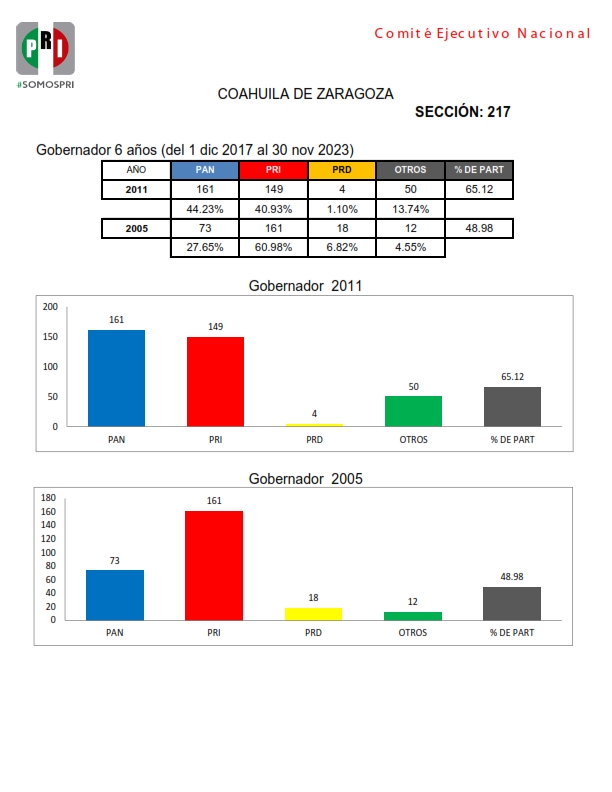 Comité Ejecutivo Nacional
PRI
#SOMOSPRI
COAHUILA DE ZARAGOZA
SECCIÓN: 217
Gobernador 6 años (del 1 dic 2017 al 30 nov 2023)
AÑO PAN PRI PRD OTROS % DE PART
2011 161 149 4 50 65.12
44.23% 40.93% 1.10% 13.74%
2005 73 161 18 12 48.98
27.65% 60.98% 6.82% 4.55%
Gobernador 2011
200
150
100
50
0
161 149 4 50 65.12
PAN PRI PRD OTROS % DE PART
Gobernador 2005
180
160
140
120
100
80
60
40
20
0
73 161 18 12 48.98
PAN PRI PRD OTROS % DE PART